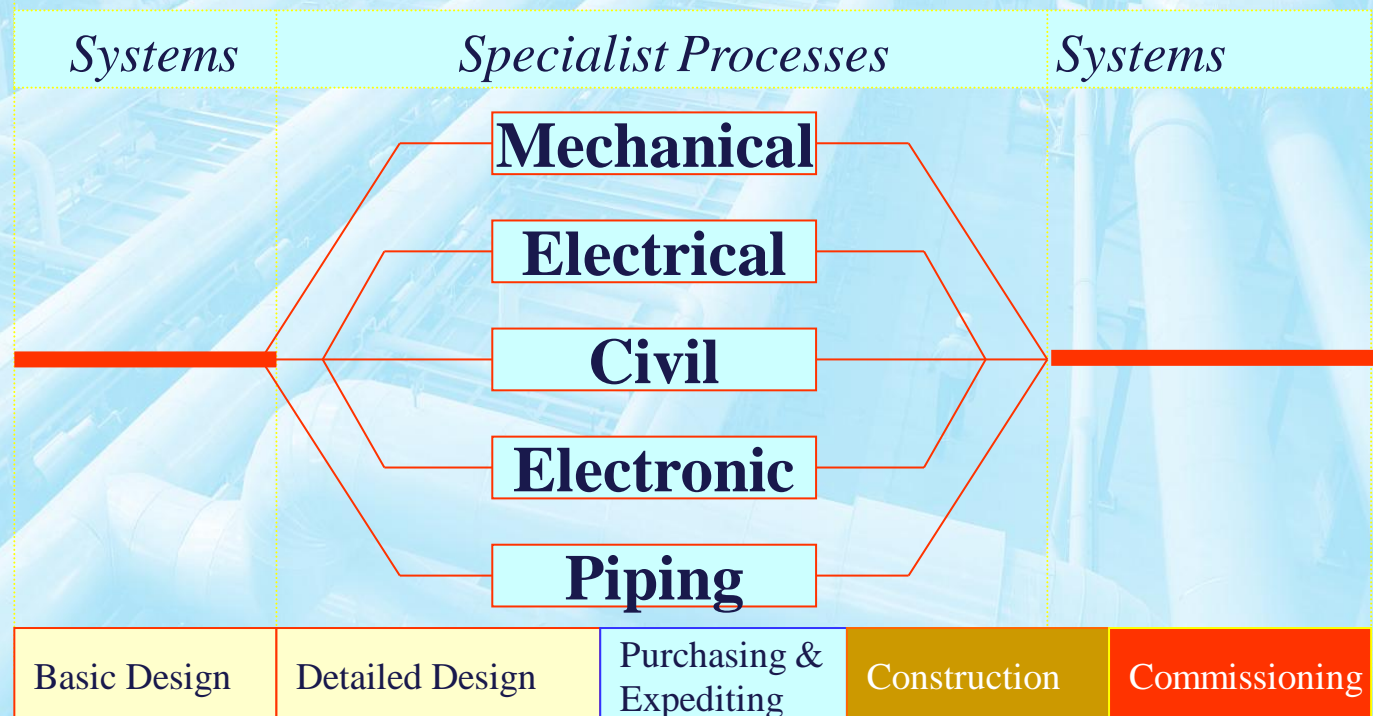 Systems
Specialist Processes
Systems
Mechanical
Electrical
Civil
Electronic
Piping
Basic Design
Detailed Design
Purchasing &
Expediting
Construction
Commissioning